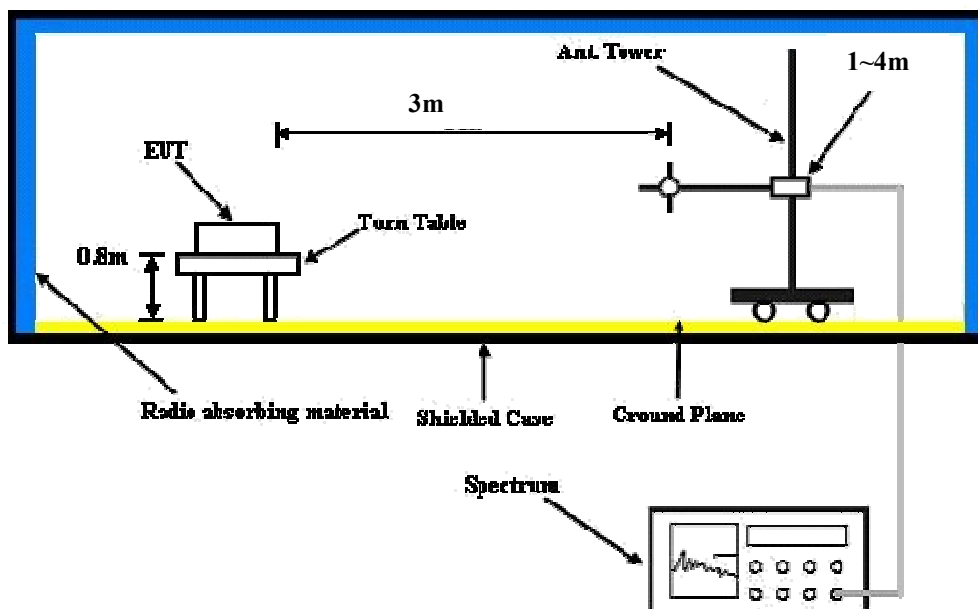 Ant. Tower
1~4m
3m
EUT
Turn Table
0.8m
Radio absorbing material
Shielded Case
Ground Plane
Spectrum